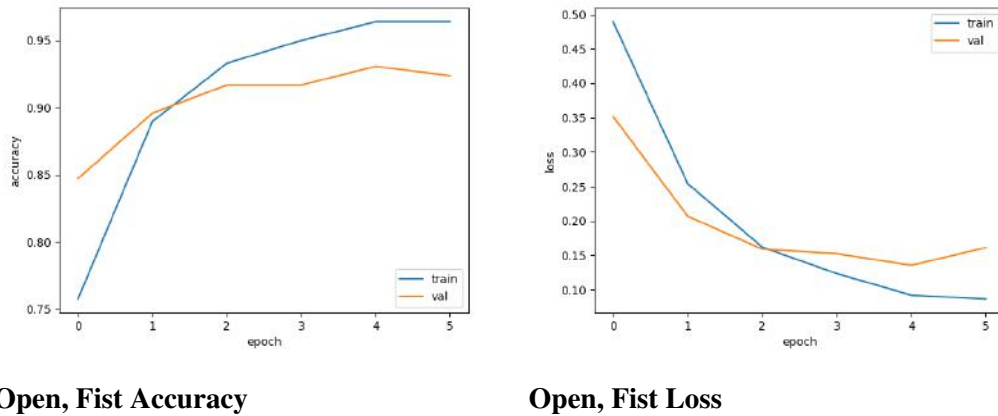 0.95
0.90
0.85
0.80
0.75
accuracy
train
val
0 1 2 3 4 5
epoch
0.50
0.45
0.40
0.35
0.30
0.25
0.20
0.15
0.10
loss
train
val
0 1 2 3 4 5
epoch
Open, Fist Accuracy
Open, Fist Loss